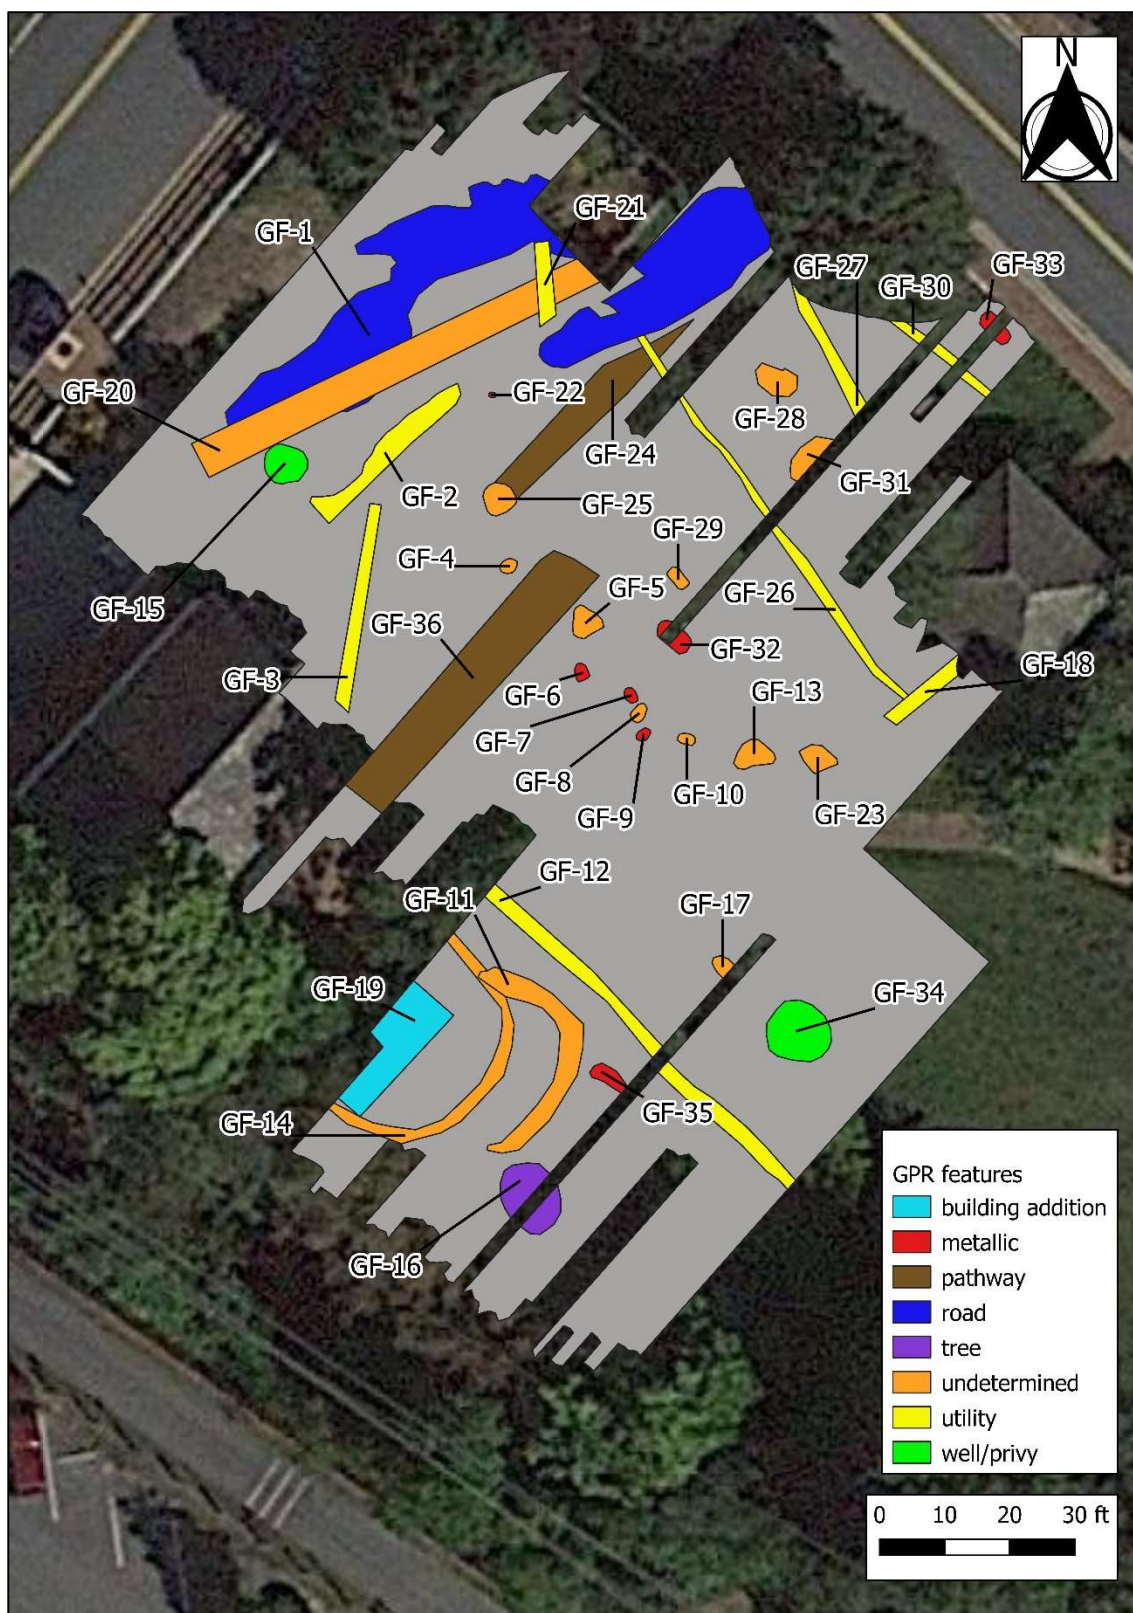 N
GF-21
GF-1
GF-27
GF-33
GF-30
GF-20
GF-22
GF-28
GF-24
GF-2
GF-25
GF-31
GF-29
GF-4
GF-15
GF-5
GF-36
GF-26
GF-32
GF-3
GF-18
GF-6
GF-13
GF-7
GF-8
GF-10
GF-9
GF-23
GF-12
GF-11
GF-17
GF-19
GF-34
GF-35
GF-14
GF-16
GPR features
building addition
metallic
pathway
road
tree
undetermined
utility
well/privy
0 10 20 30 ft